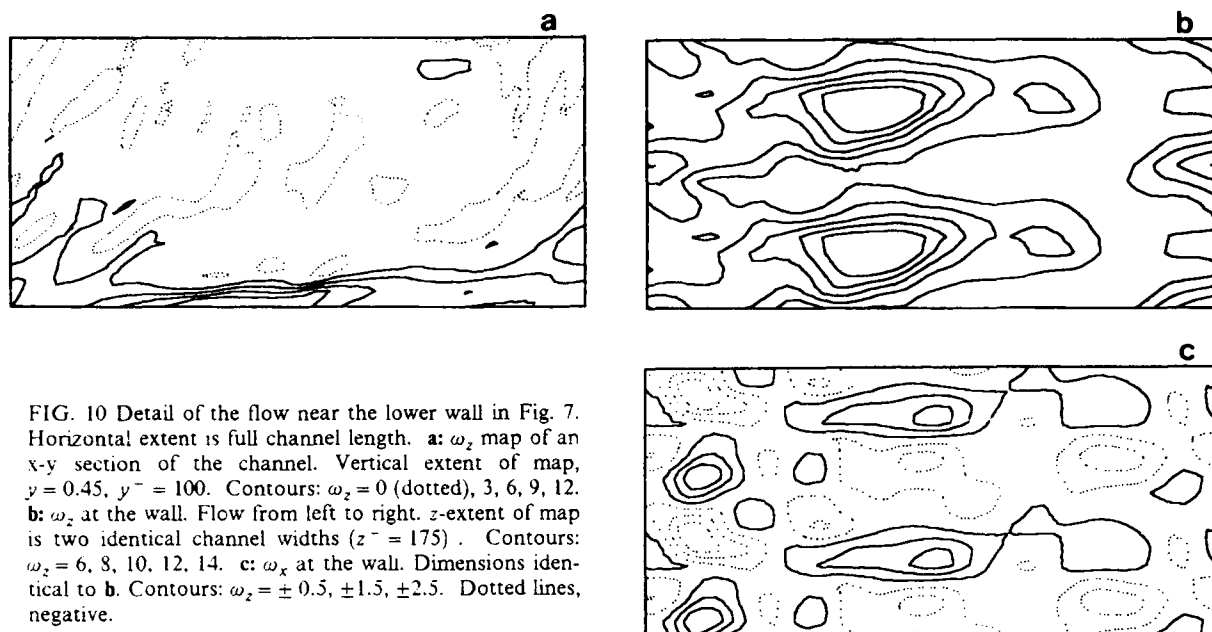 a
b
c
FIG. 10 Detail of the flow near the lower wall in Fig. 7.
Horizontal extent is full channel length. a: ω_z map of an
x-y section of the channel. Vertical extent of map,
y = 0.45, y⁻ = 100. Contours: ω_z = 0 (dotted), 3, 6, 9, 12.
b: ω_z at the wall. Flow from left to right. z-extent of map
is two identical channel widths (z⁻ = 175) . Contours:
ω_z = 6, 8, 10, 12, 14. c: ω_x at the wall. Dimensions iden-
tical to b. Contours: ω_z = ± 0.5, ±1.5, ±2.5. Dotted lines,
negative.